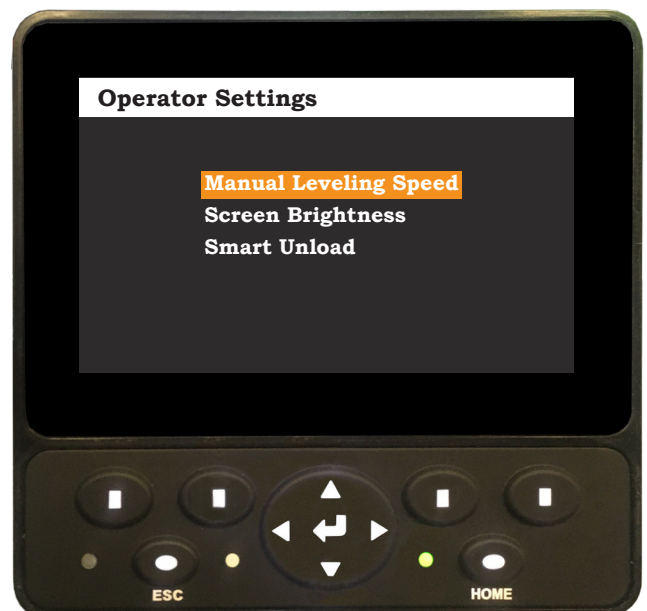 Operator Settings
Manual Leveling Speed
Screen Brightness
Smart Unload
ESC
HOME